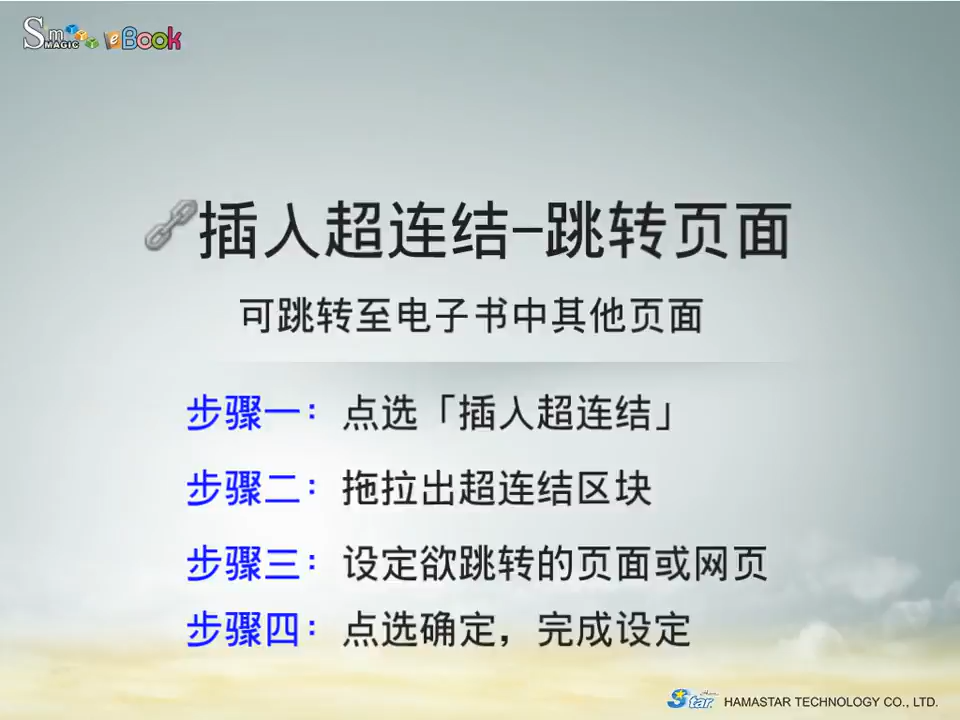 SmMAGIC eBook
插入超连结-跳转页面
可跳转至电子书中其他页面
步骤一：点选「插入超连结」
步骤二：拖拉出超连结区块
步骤三：设定欲跳转的页面或网页
步骤四：点选确定，完成设定
Hama Star HAMASTAR TECHNOLOGY CO., LTD.